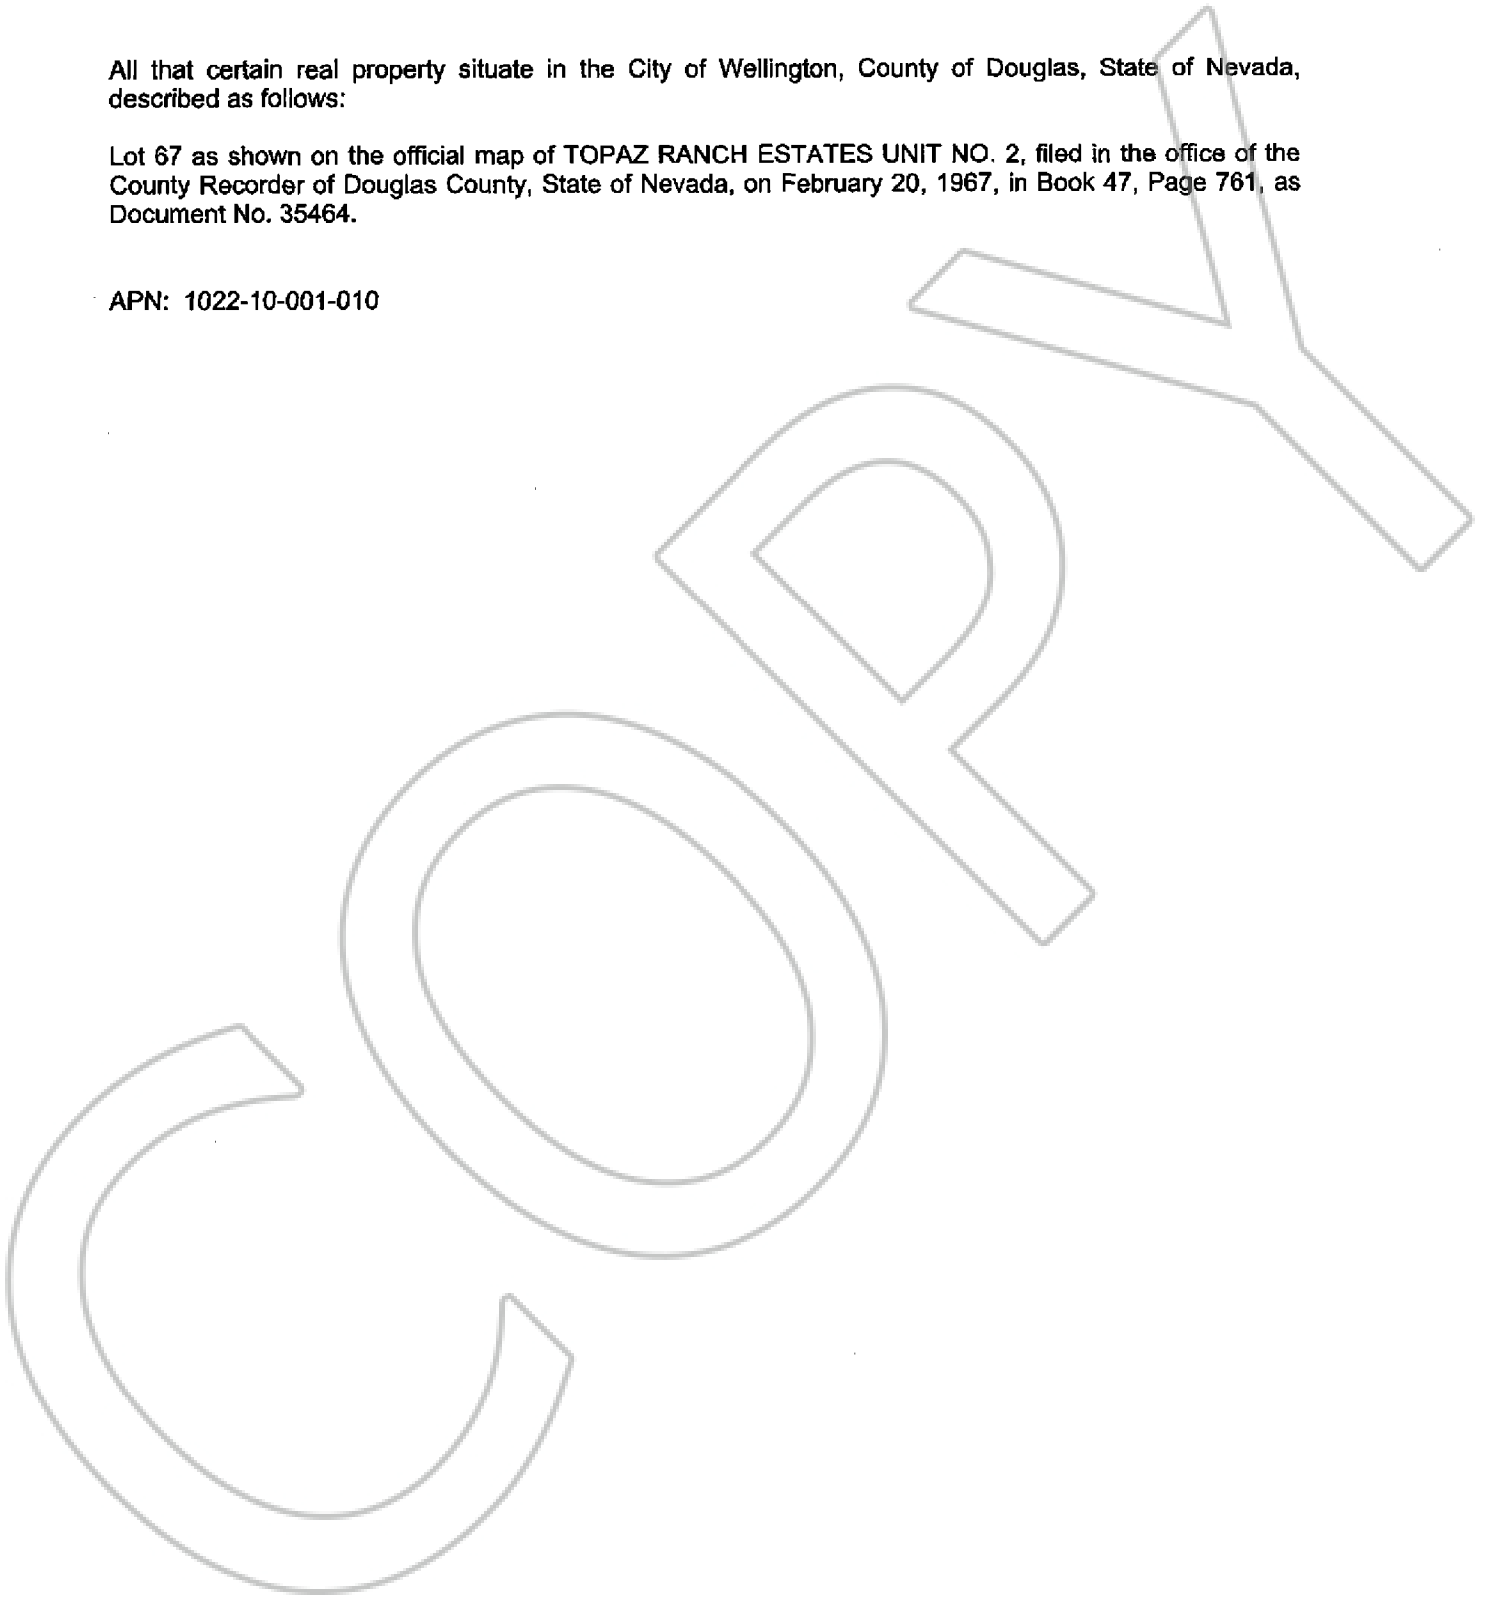 All that certain real property situate in the City of Wellington, County of Douglas, State of Nevada,
described as follows:
Lot 67 as shown on the official map of TOPAZ RANCH ESTATES UNIT NO. 2, filed in the office of the
County Recorder of Douglas County, State of Nevada, on February 20, 1967, in Book 47, Page 761, as
Document No. 35464.
APN: 1022-10-001-010
COPY